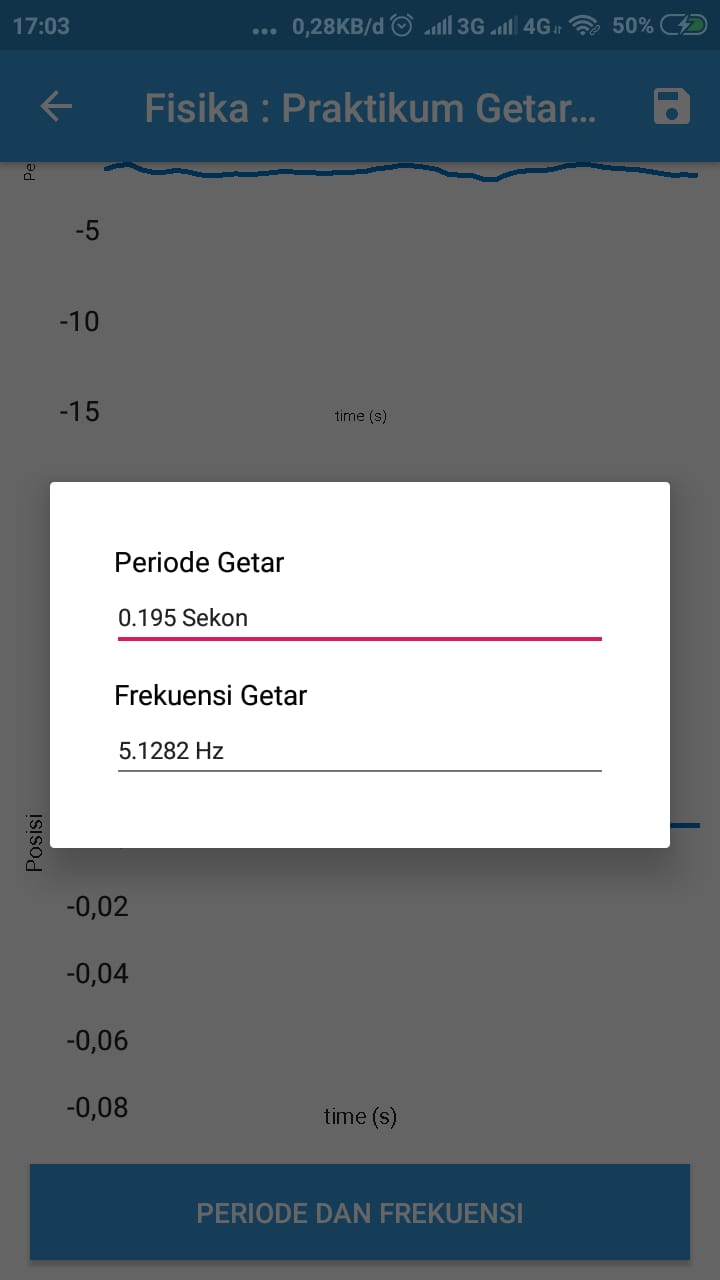 17:03
... 0,28KB/d 3G 4G 50%
Fisika : Praktikum Getar...
Pe
-5
-10
-15
time (s)
Periode Getar
0.195 Sekon
Frekuensi Getar
5.1282 Hz
Posisi
-0,02
-0,04
-0,06
-0,08
time (s)
PERIODE DAN FREKUENSI